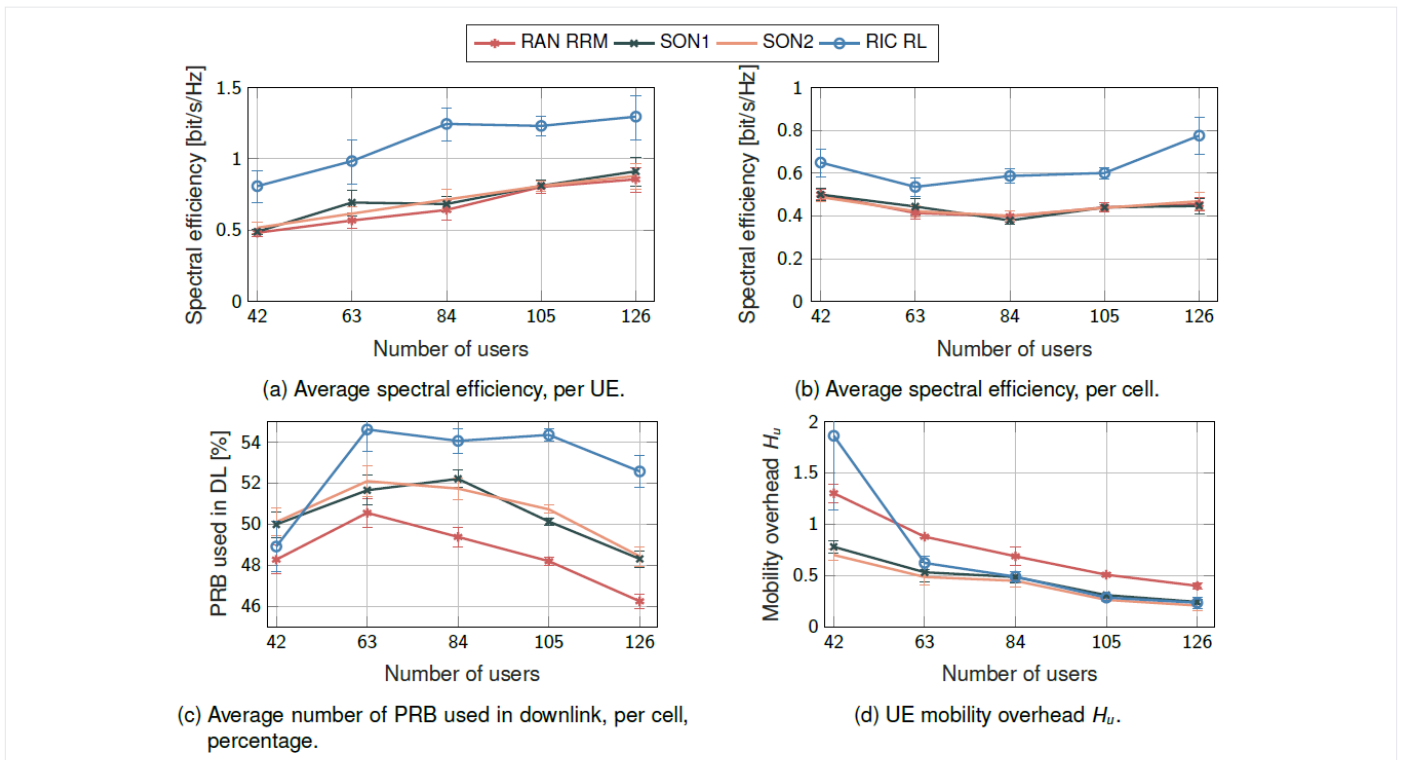 RAN RRM SON1 SON2 RIC RL
Spectral efficiency [bit/s/Hz]
1.5
1
0.5
0
42 63 84 105 126
Number of users
(a) Average spectral efficiency, per UE.
Spectral efficiency [bit/s/Hz]
1
0.8
0.6
0.4
0.2
0
42 63 84 105 126
Number of users
(b) Average spectral efficiency, per cell.
PRB used in DL [%]
54
52
50
48
46
42 63 84 105 126
Number of users
(c) Average number of PRB used in downlink, per cell,
percentage.
Mobility overhead Hu
2
1.5
1
0.5
0
42 63 84 105 126
Number of users
(d) UE mobility overhead Hu.